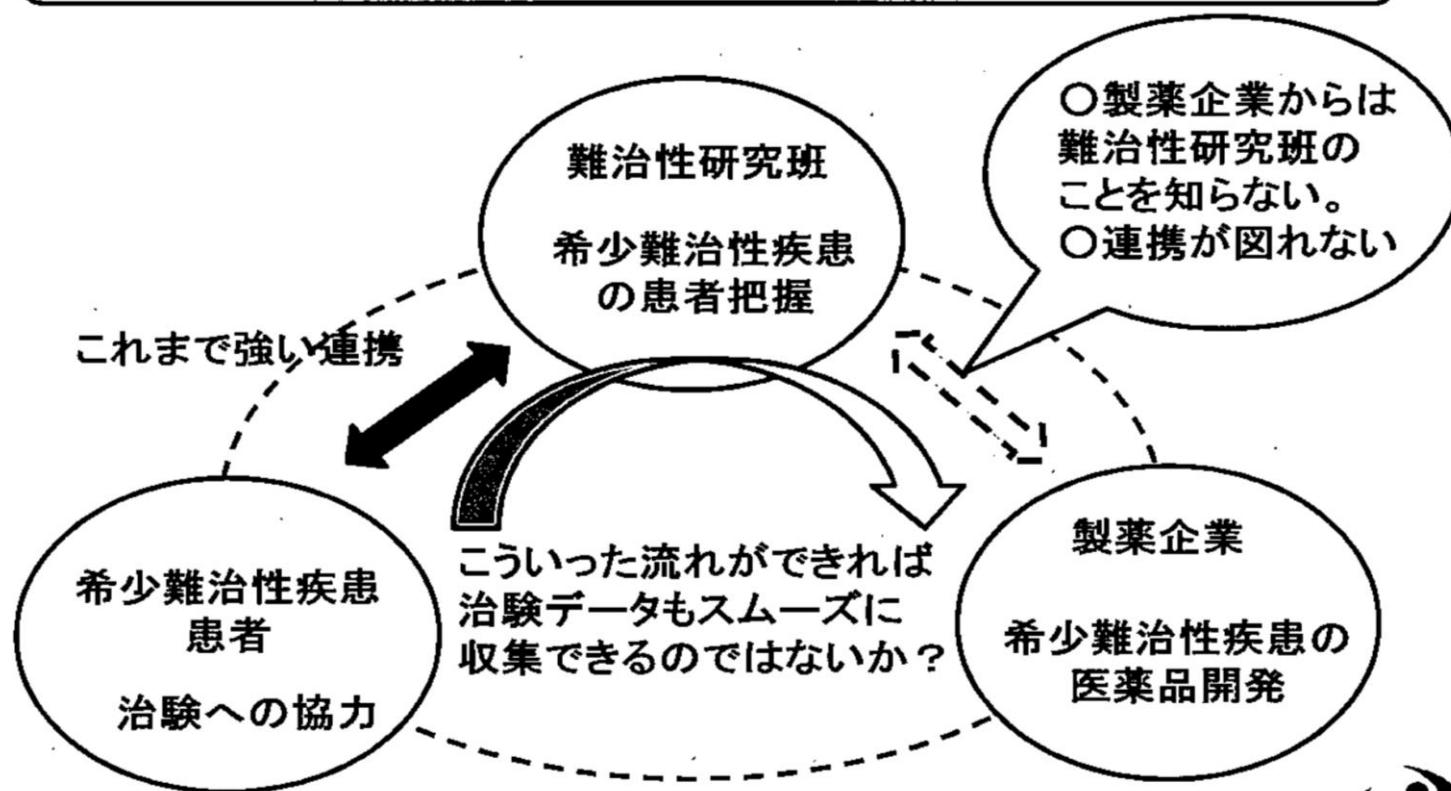 難治性研究班
希少難治性疾患
の患者把握
○製薬企業からは
難治性研究班の
ことを知らない。
○連携が図れない
これまで強い連携
希少難治性疾患
患者
治験への協力
こういった流れができれば
治験データもスムーズに
収集できるのではないか？
製薬企業
希少難治性疾患の
医薬品開発